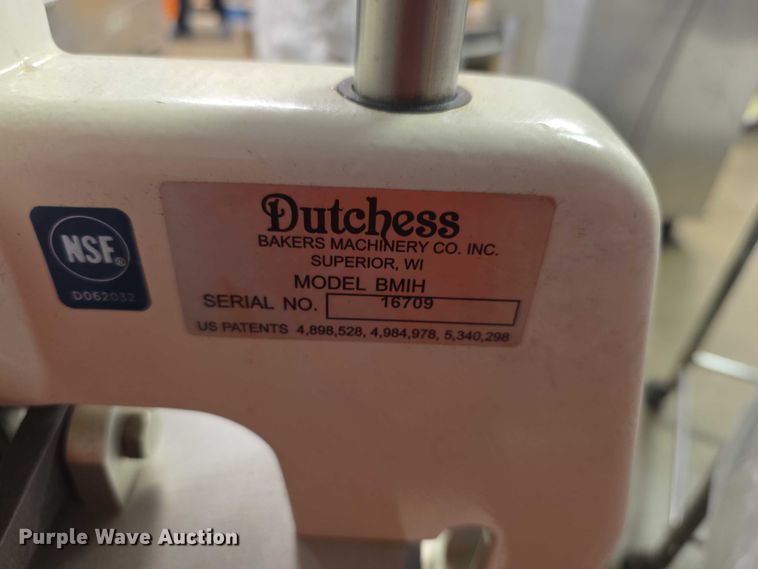 Dutchess
BAKERS MACHINERY CO. INC.
SUPERIOR, WI
MODEL BMIH
SERIAL NO. 16709
US PATENTS 4,898,528, 4,984,978, 5,340,298
NSF®
D062032
Purple Wave Auction